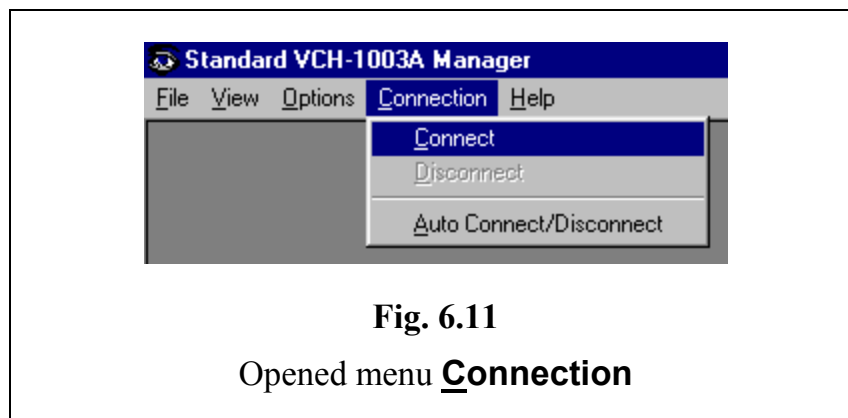 Standard VCH-1003A Manager
File View Options Connection Help
Connect
Disconnect
Auto Connect/Disconnect
Fig. 6.11
Opened menu Connection